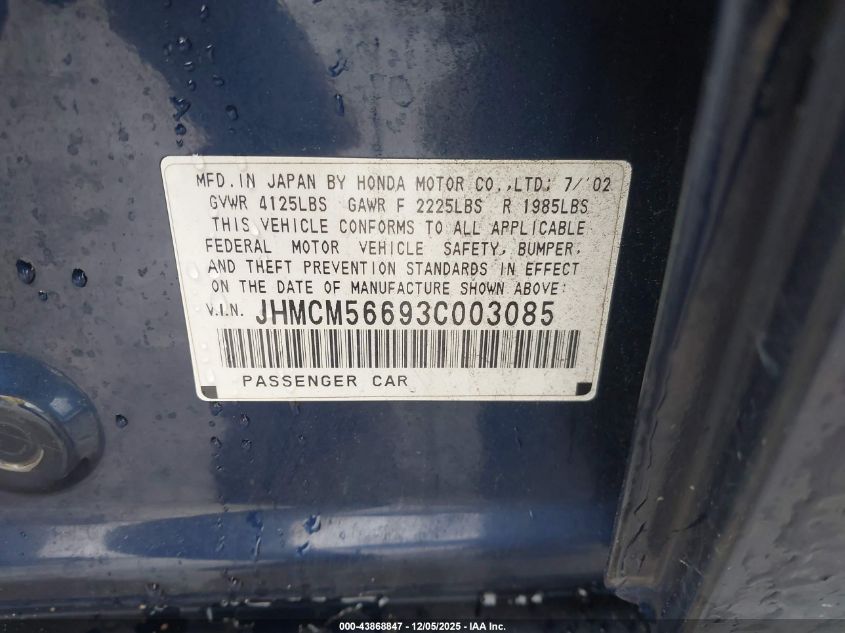 MFD. IN JAPAN BY HONDA MOTOR CO., LTD. 7/'02
GVWR 4125LBS GAWR F 2225LBS R 1985LBS
THIS VEHICLE CONFORMS TO ALL APPLICABLE
FEDERAL MOTOR VEHICLE SAFETY, BUMPER,
AND THEFT PREVENTION STANDARDS IN EFFECT
ON THE DATE OF MANUFACTURE SHOWN ABOVE:
V.I.N. JHMCM56693C003085
PASSENGER CAR
000-43868847 - 12/05/2025 - IAA Inc.